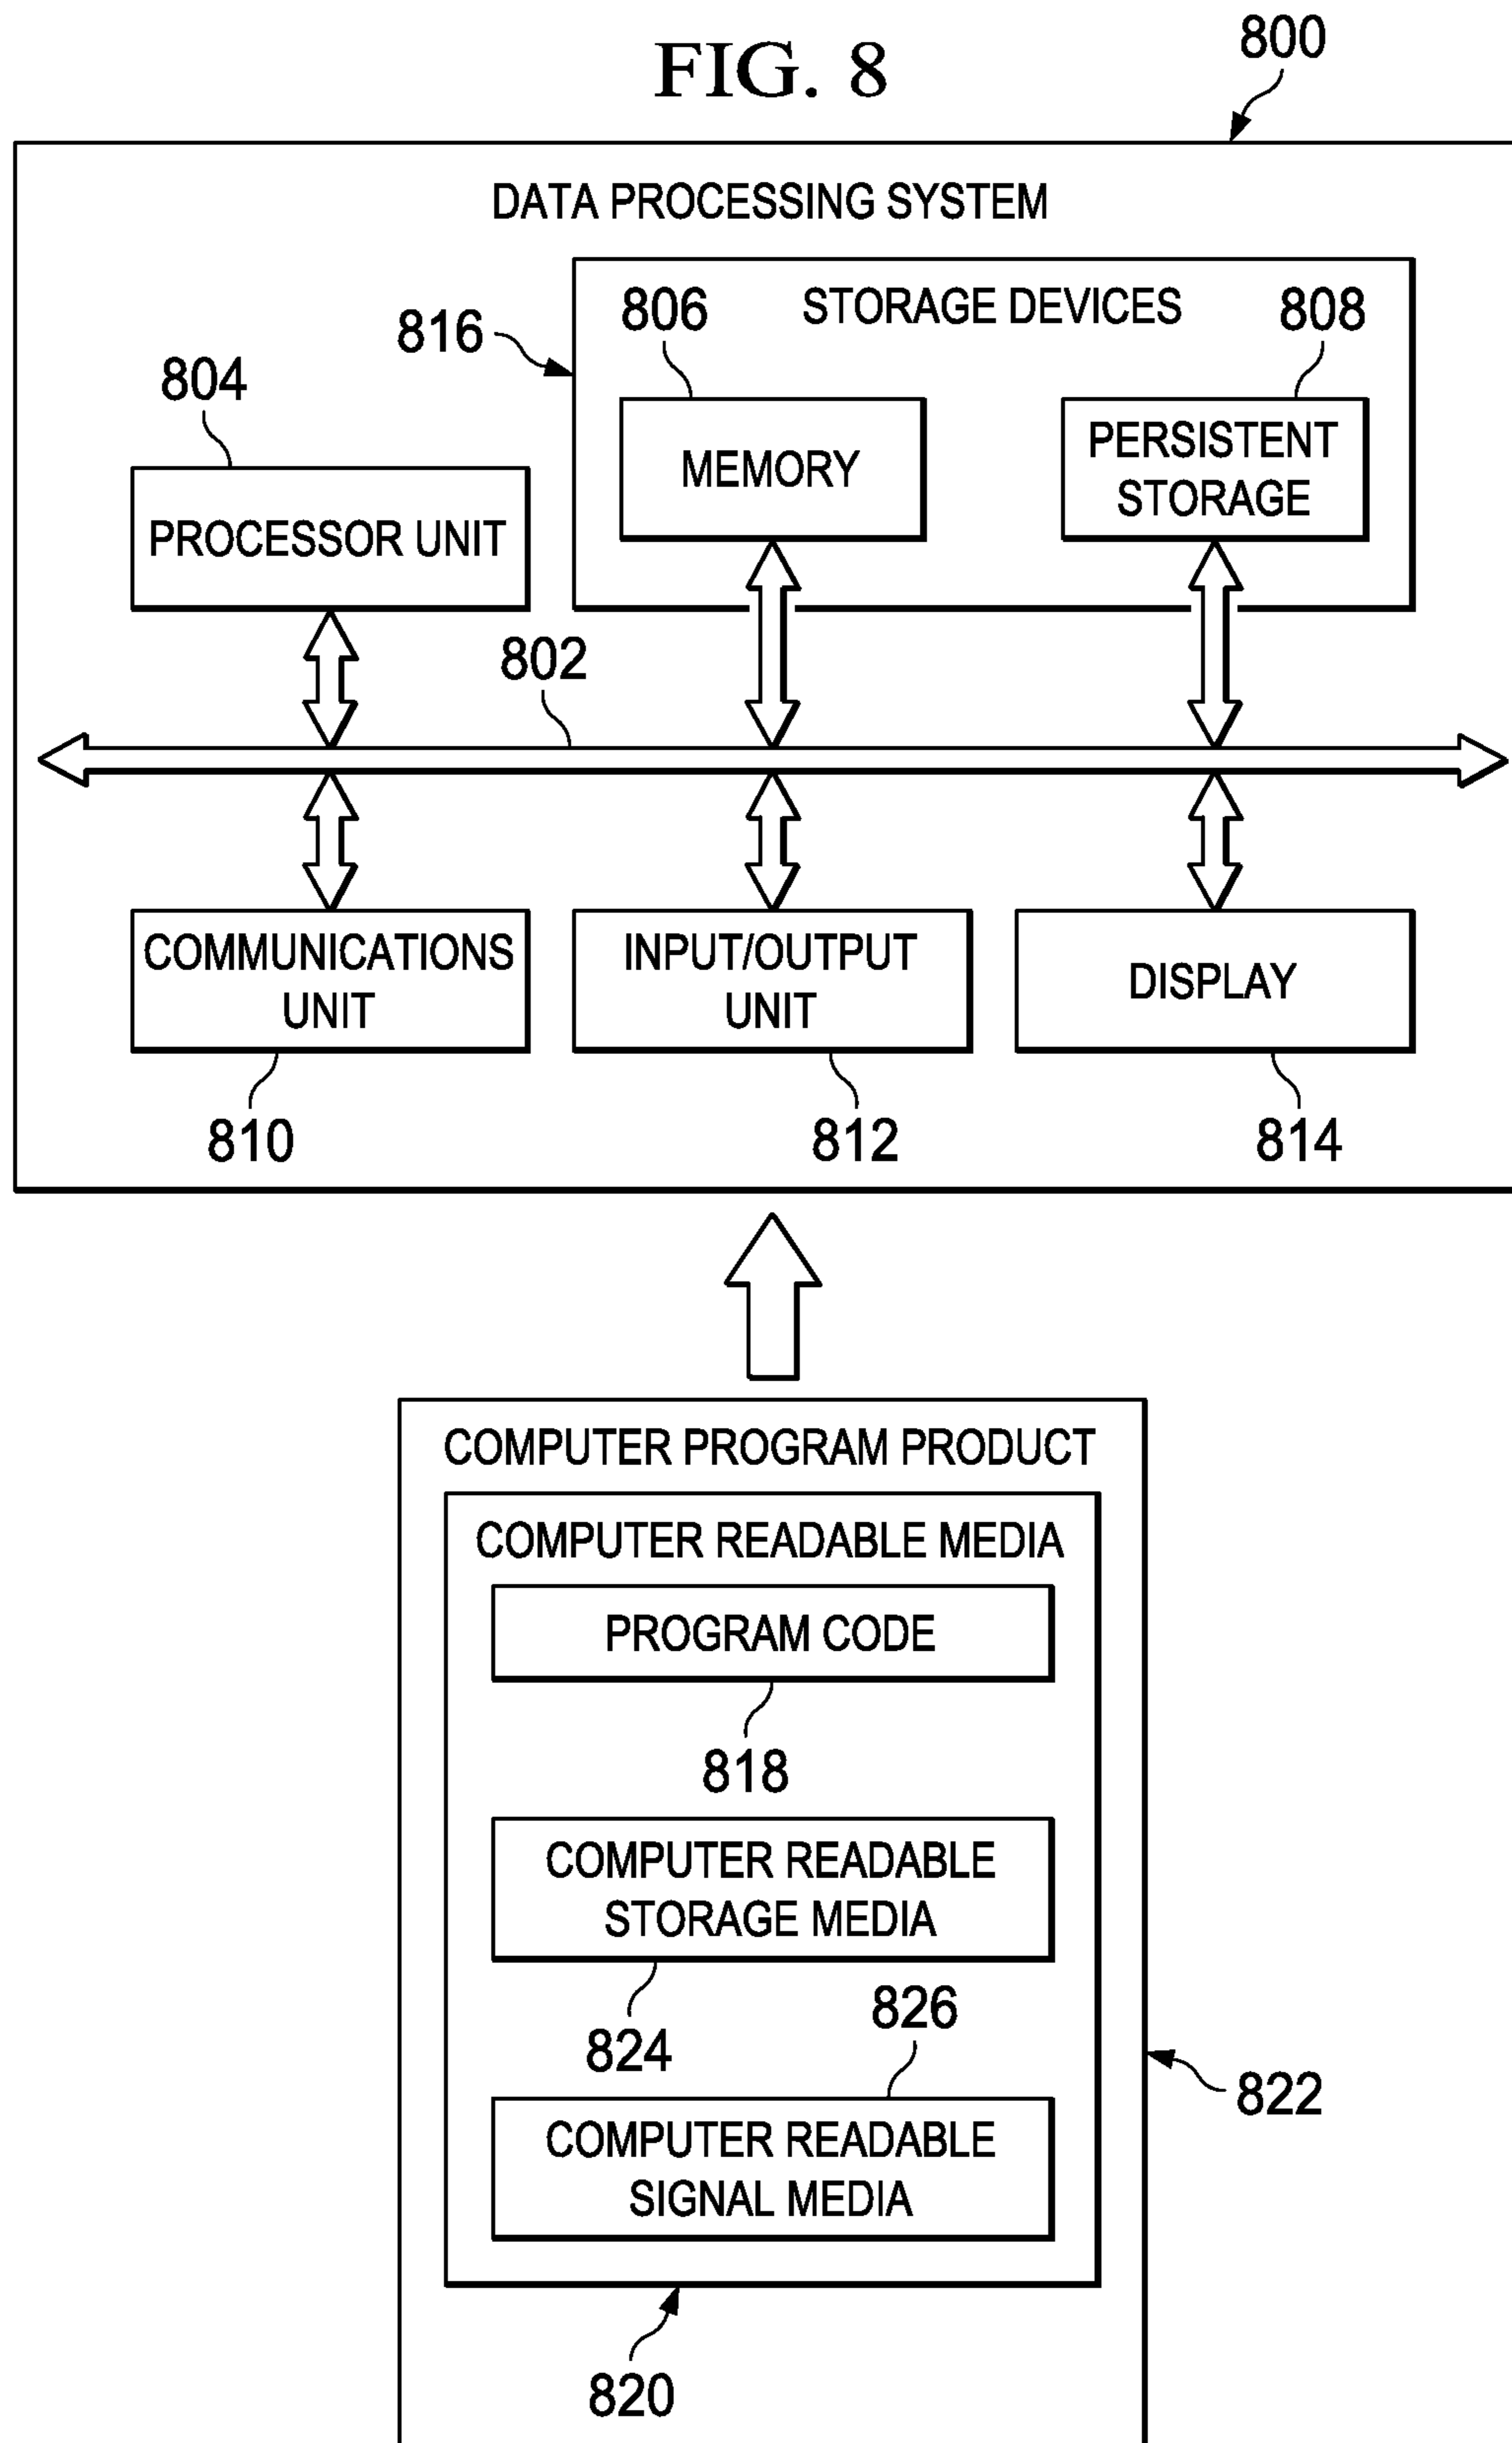 FIG. 8
800
DATA PROCESSING SYSTEM
816
806
STORAGE DEVICES
808
804
MEMORY
PERSISTENT
STORAGE
PROCESSOR UNIT
802
COMMUNICATIONS
UNIT
INPUT/OUTPUT
UNIT
DISPLAY
810
812
814
COMPUTER PROGRAM PRODUCT
COMPUTER READABLE MEDIA
PROGRAM CODE
818
COMPUTER READABLE
STORAGE MEDIA
824
826
COMPUTER READABLE
SIGNAL MEDIA
822
820